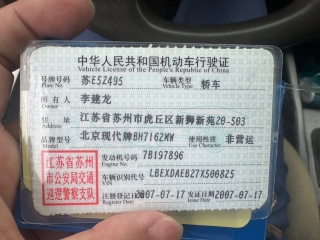 中华人民共和国机动车行驶证
Vehicle License of the People's Republic of China
号牌号码 Plate No. 苏E5Z495 车辆类型 Vehicle Type 轿车
所有人 Owner 李建龙
住址 Address 江苏省苏州市虎丘区新狮新苑20-503
品牌型号 Model 北京现代牌BH7162MW 使用性质 Use Character 非营运
江苏省苏州市公安局交通巡逻警察支队
发动机号码 Engine No. 7B197896
车辆识别代号 VIN LBEXDAEB27X500825
注册登记日期 Register Date 2007-07-17 发证日期 Issue Date 2007-07-17